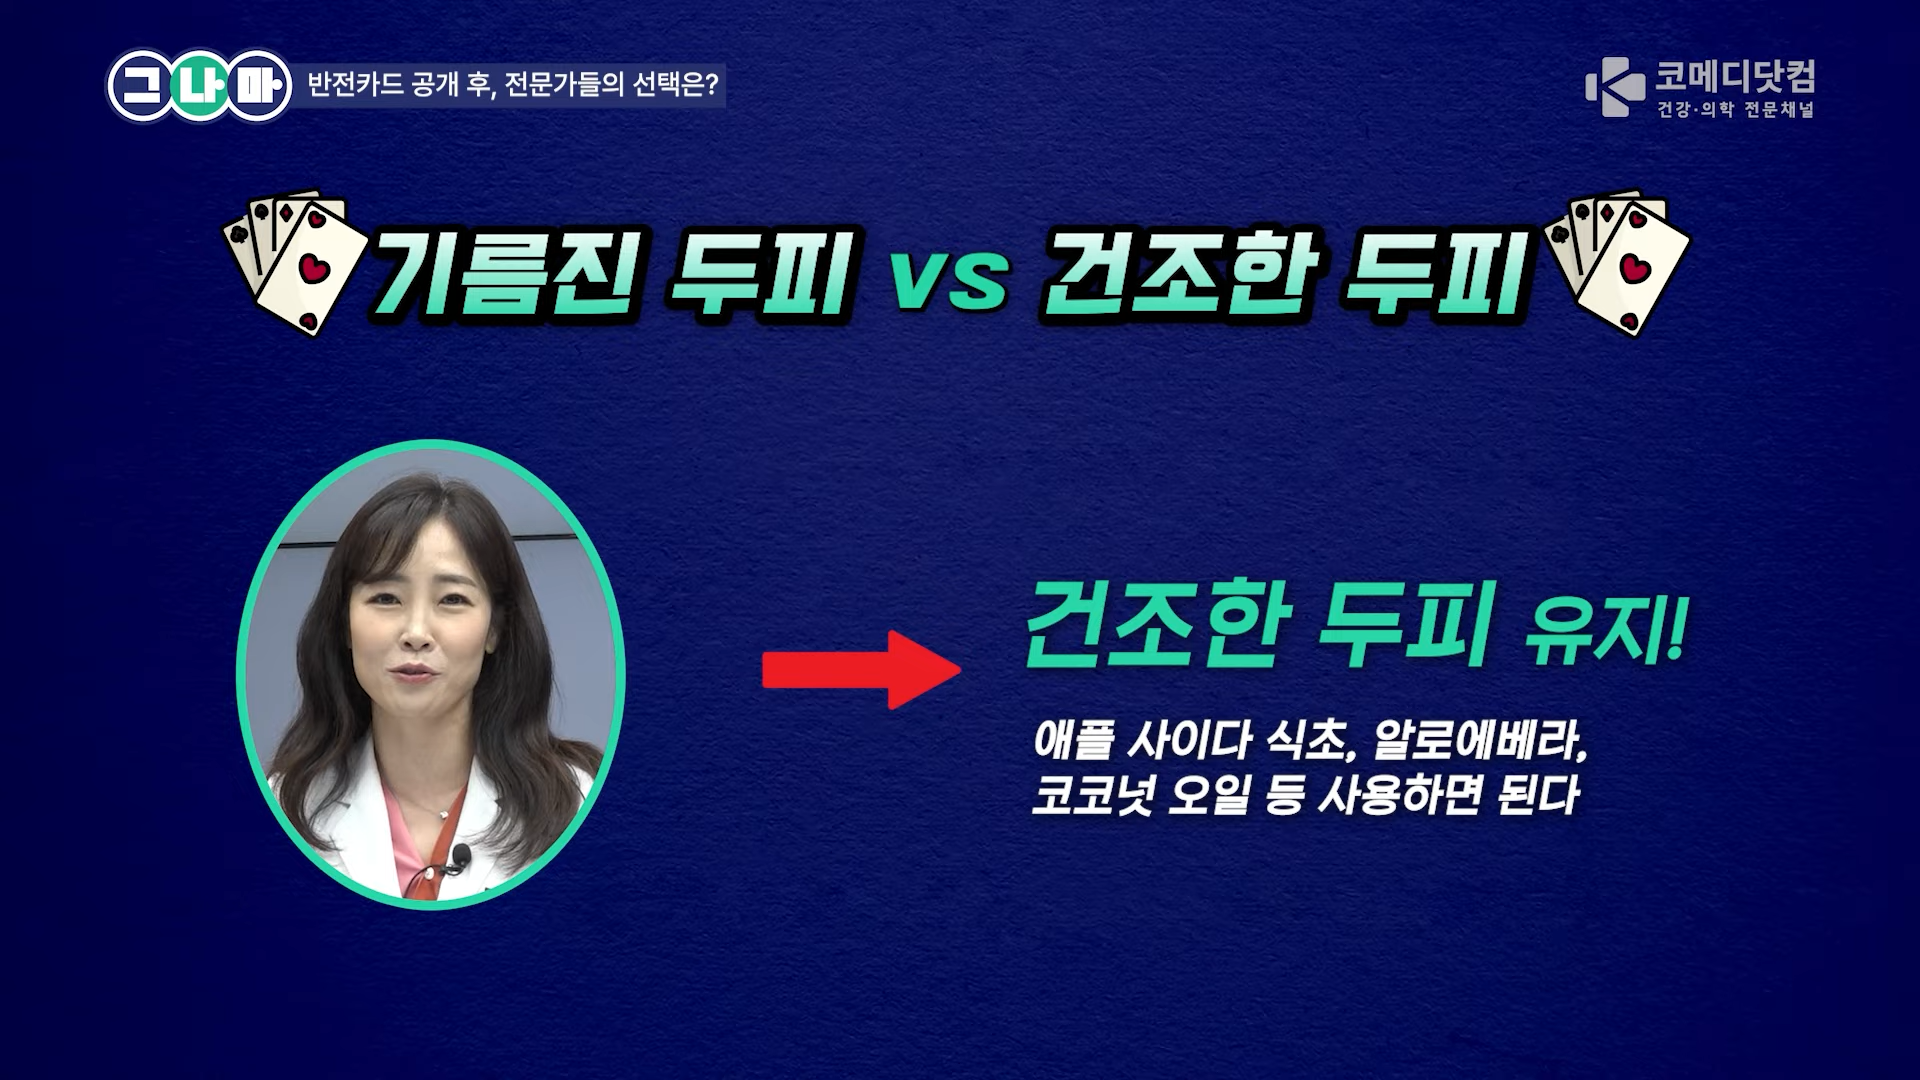 그나마
반전카드 공개 후, 전문가들의 선택은?
코메디닷컴
건강·의학 전문채널
기름진 두피 vs 건조한 두피
건조한 두피 유지!
애플 사이다 식초, 알로에베라,
코코넛 오일 등 사용하면 된다